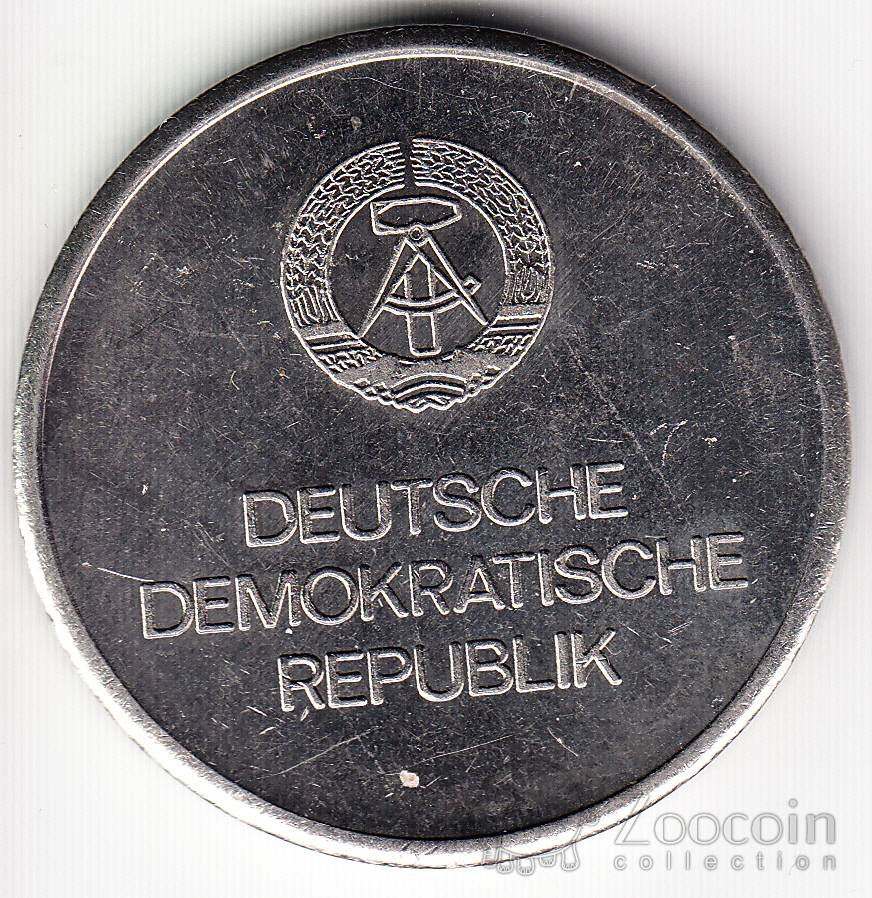 DEUTSCHE
DEMOKRATISCHE
REPUBLIK
Zoocoin
collection